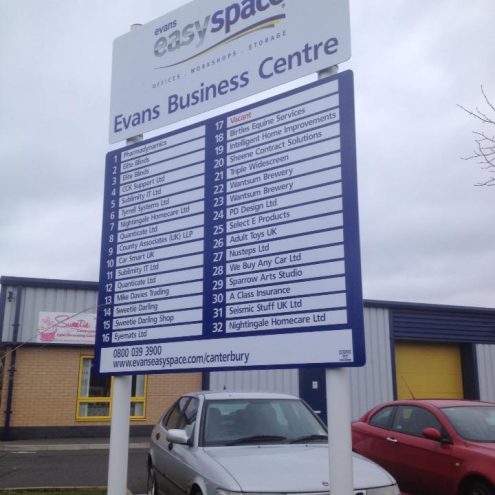 evans
easyspace
OFFICES · WORKSHOPS · STORAGE
Evans Business Centre
1 Pharmadynamics
2 Elite Blinds
3 Elite Blinds
4 CCK Support Ltd
5 Sublimity IT Ltd
6 Tyrell Systems Ltd
7 Nightingale Homecare Ltd
8 Quanticate Ltd
9 County Associates (UK) LLP
10 Car Smart UK
11 Sublimity IT Ltd
12 Quanticate Ltd
13 Mike Davies Trading
14 Sweetie Darling
15 Sweetie Darling Shop
16 Eyemats Ltd
17 Vacant
18 Birtles Equine Services
19 Intelligent Home Improvements
20 Sheene Contract Solutions
21 Triple Widescreen
22 Wantsum Brewery
23 Wantsum Brewery
24 PD Design Ltd
25 Select E Products
26 Adult Toys UK
27 Nusteps Ltd
28 We Buy Any Car Ltd
29 Sparrow Arts Studio
30 A Class Insurance
31 Seismic Stuff UK Ltd
32 Nightingale Homecare Ltd
0800 039 3900
www.evanseasyspace.com/canterbury
Sweetie